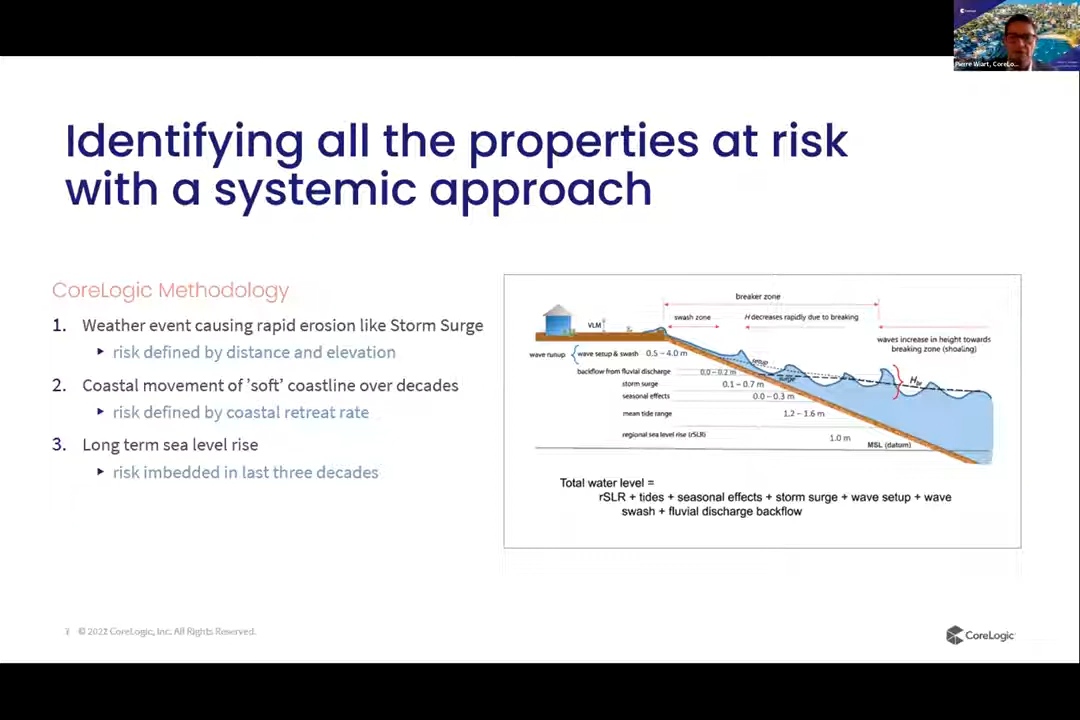 CoreLogic
Pierre Wiart, CoreLo...
Identifying all the properties at risk
with a systemic approach
CoreLogic Methodology
1. Weather event causing rapid erosion like Storm Surge
‣ risk defined by distance and elevation
2. Coastal movement of 'soft' coastline over decades
‣ risk defined by coastal retreat rate
3. Long term sea level rise
‣ risk imbedded in last three decades
breaker zone
swash zone
H decreases rapidly due to breaking
VLM
waves increase in height towards
breaking zone (shoaling)
wave runup
wave setup & swash 0.5 – 4.0 m
setup
backflow from fluvial discharge 0.0 – 0.2 m
surge
Hbr
storm surge 0.1 – 0.7 m
seasonal effects 0.0 – 0.3 m
mean tide range 1.2 – 1.6 m
regional sea level rise (rSLR) 1.0 m
MSL (datum)
Total water level =
rSLR + tides + seasonal effects + storm surge + wave setup + wave
swash + fluvial discharge backflow
© 2022 CoreLogic, Inc. All Rights Reserved.
CoreLogic